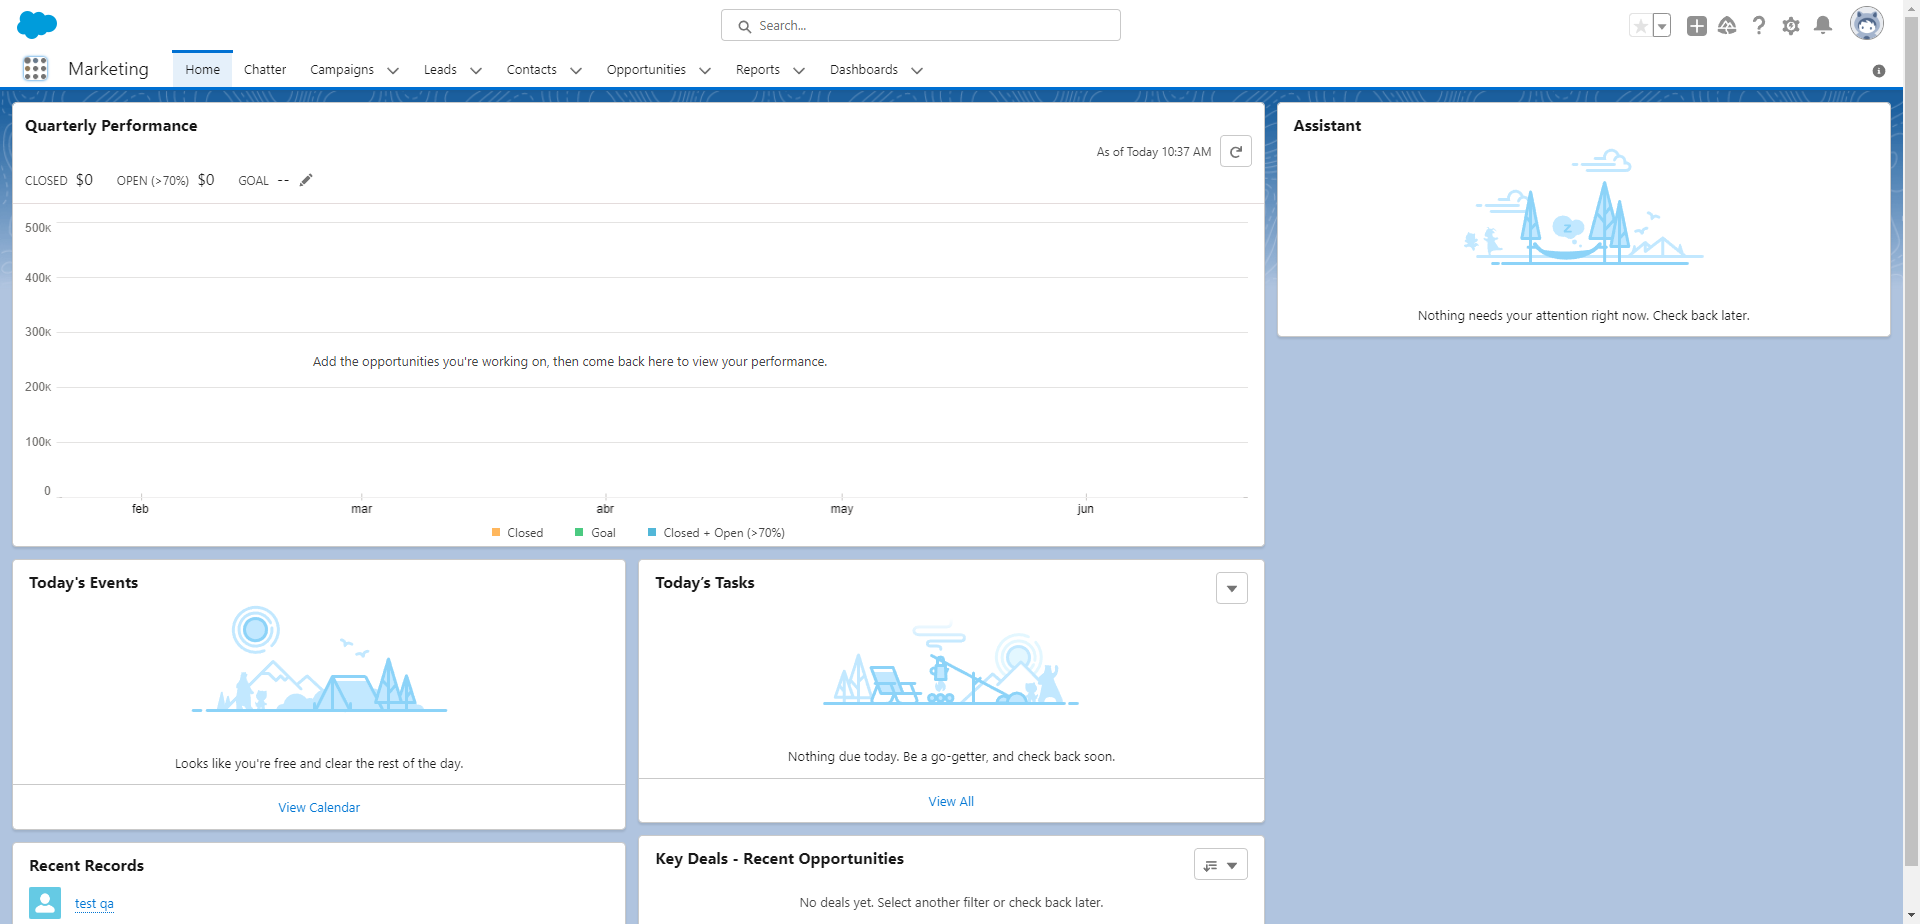 Search...
Marketing
Home Chatter Campaigns Leads Contacts Opportunities Reports Dashboards
Quarterly Performance
As of Today 10:37 AM
CLOSED $0 OPEN (>70%) $0 GOAL --
500K
400K
300K
Add the opportunities you're working on, then come back here to view your performance.
200K
100K
0
feb mar abr may jun
Closed Goal Closed + Open (>70%)
Assistant
z
Nothing needs your attention right now. Check back later.
Today's Events
Looks like you're free and clear the rest of the day.
View Calendar
Today’s Tasks
Nothing due today. Be a go-getter, and check back soon.
View All
Recent Records
test qa
Key Deals - Recent Opportunities
No deals yet. Select another filter or check back later.